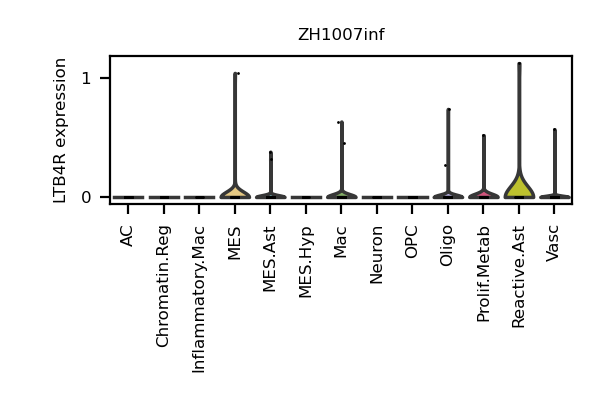 ZH1007inf
LTB4R expression
1
0
AC
Chromatin.Reg
Inflammatory.Mac
MES
MES.Ast
MES.Hyp
Mac
Neuron
OPC
Oligo
Prolif.Metab
Reactive.Ast
Vasc